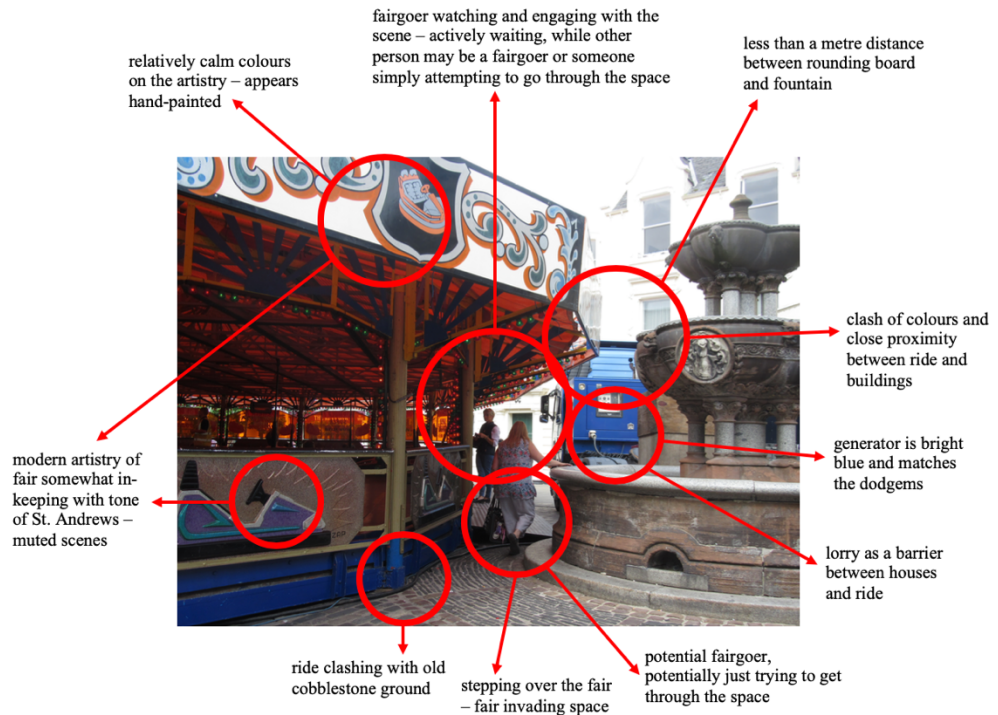 fairgoer watching and engaging with the
scene – actively waiting, while other
person may be a fairgoer or someone
simply attempting to go through the space
less than a metre distance
between rounding board
and fountain
relatively calm colours
on the artistry – appears
hand-painted
clash of colours and
close proximity
between ride and
buildings
modern artistry of
fair somewhat in-
keeping with tone
of St. Andrews –
muted scenes
generator is bright
blue and matches
the dodgems
lorry as a barrier
between houses
and ride
ride clashing with old
cobblestone ground
stepping over the fair
– fair invading space
potential fairgoer,
potentially just trying to get
through the space